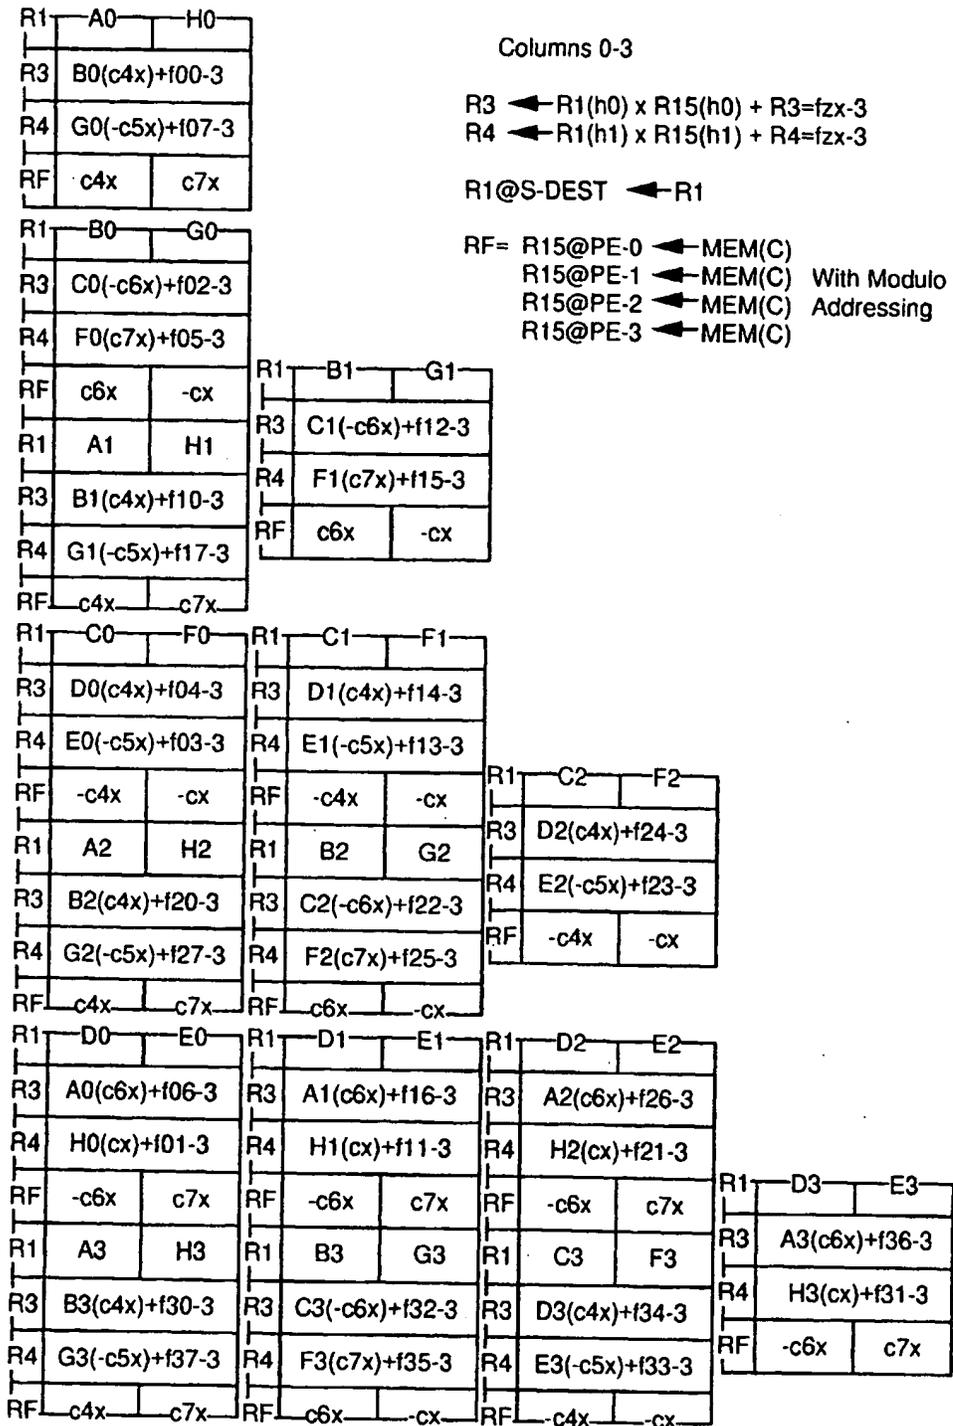 R1 A0 H0
R3 B0(c4x)+f00-3
R4 G0(-c5x)+f07-3
RF c4x c7x
Columns 0-3
R3 ◄ R1(h0) x R15(h0) + R3=fzx-3
R4 ◄ R1(h1) x R15(h1) + R4=fzx-3
R1@S-DEST ◄ R1
RF= R15@PE-0 ◄ MEM(C)
R15@PE-1 ◄ MEM(C) With Modulo
R15@PE-2 ◄ MEM(C) Addressing
R15@PE-3 ◄ MEM(C)
R1 B0 G0
R3 C0(-c6x)+f02-3
R4 F0(c7x)+f05-3
RF c6x -cx
R1 A1 H1
R3 B1(c4x)+f10-3
R4 G1(-c5x)+f17-3
RF c4x c7x
R1 B1 G1
R3 C1(-c6x)+f12-3
R4 F1(c7x)+f15-3
RF c6x -cx
R1 C0 F0
R3 D0(c4x)+f04-3
R4 E0(-c5x)+f03-3
RF -c4x -cx
R1 A2 H2
R3 B2(c4x)+f20-3
R4 G2(-c5x)+f27-3
RF c4x c7x
R1 C1 F1
R3 D1(c4x)+f14-3
R4 E1(-c5x)+f13-3
RF -c4x -cx
R1 B2 G2
R3 C2(-c6x)+f22-3
R4 F2(c7x)+f25-3
RF c6x -cx
R1 C2 F2
R3 D2(c4x)+f24-3
R4 E2(-c5x)+f23-3
RF -c4x -cx
R1 D0 E0
R3 A0(c6x)+f06-3
R4 H0(cx)+f01-3
RF -c6x c7x
R1 A3 H3
R3 B3(c4x)+f30-3
R4 G3(-c5x)+f37-3
RF c4x c7x
R1 D1 E1
R3 A1(c6x)+f16-3
R4 H1(cx)+f11-3
RF -c6x c7x
R1 B3 G3
R3 C3(-c6x)+f32-3
R4 F3(c7x)+f35-3
RF c6x -cx
R1 D2 E2
R3 A2(c6x)+f26-3
R4 H2(cx)+f21-3
RF -c6x c7x
R1 C3 F3
R3 D3(c4x)+f34-3
R4 E3(-c5x)+f33-3
RF -c4x -cx
R1 D3 E3
R3 A3(c6x)+f36-3
R4 H3(cx)+f31-3
RF -c6x c7x